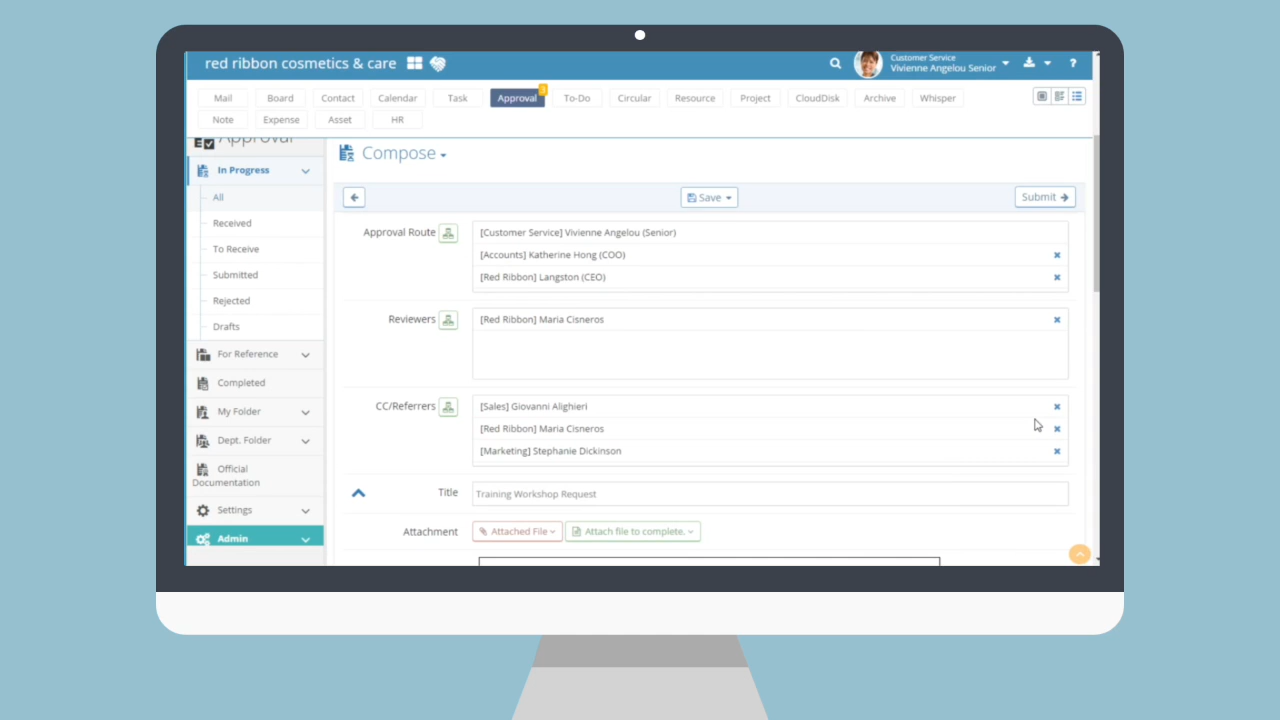 red ribbon cosmetics & care
Customer Service
Vivienne Angelou Senior
?
Mail Board Contact Calendar Task Approval To-Do Circular Resource Project CloudDisk Archive Whisper
Note Expense Asset HR
Approval
Compose
In Progress
All
Received
To Receive
Submitted
Rejected
Drafts
For Reference
Completed
My Folder
Dept. Folder
Official
Documentation
Settings
Admin
Save
Submit
Approval Route
[Customer Service] Vivienne Angelou (Senior)
[Accounts] Katherine Hong (COO)
[Red Ribbon] Langston (CEO)
Reviewers
[Red Ribbon] Maria Cisneros
CC/Referrers
[Sales] Giovanni Alighieri
[Red Ribbon] Maria Cisneros
[Marketing] Stephanie Dickinson
Title
Training Workshop Request
Attachment
Attached File
Attach file to complete.